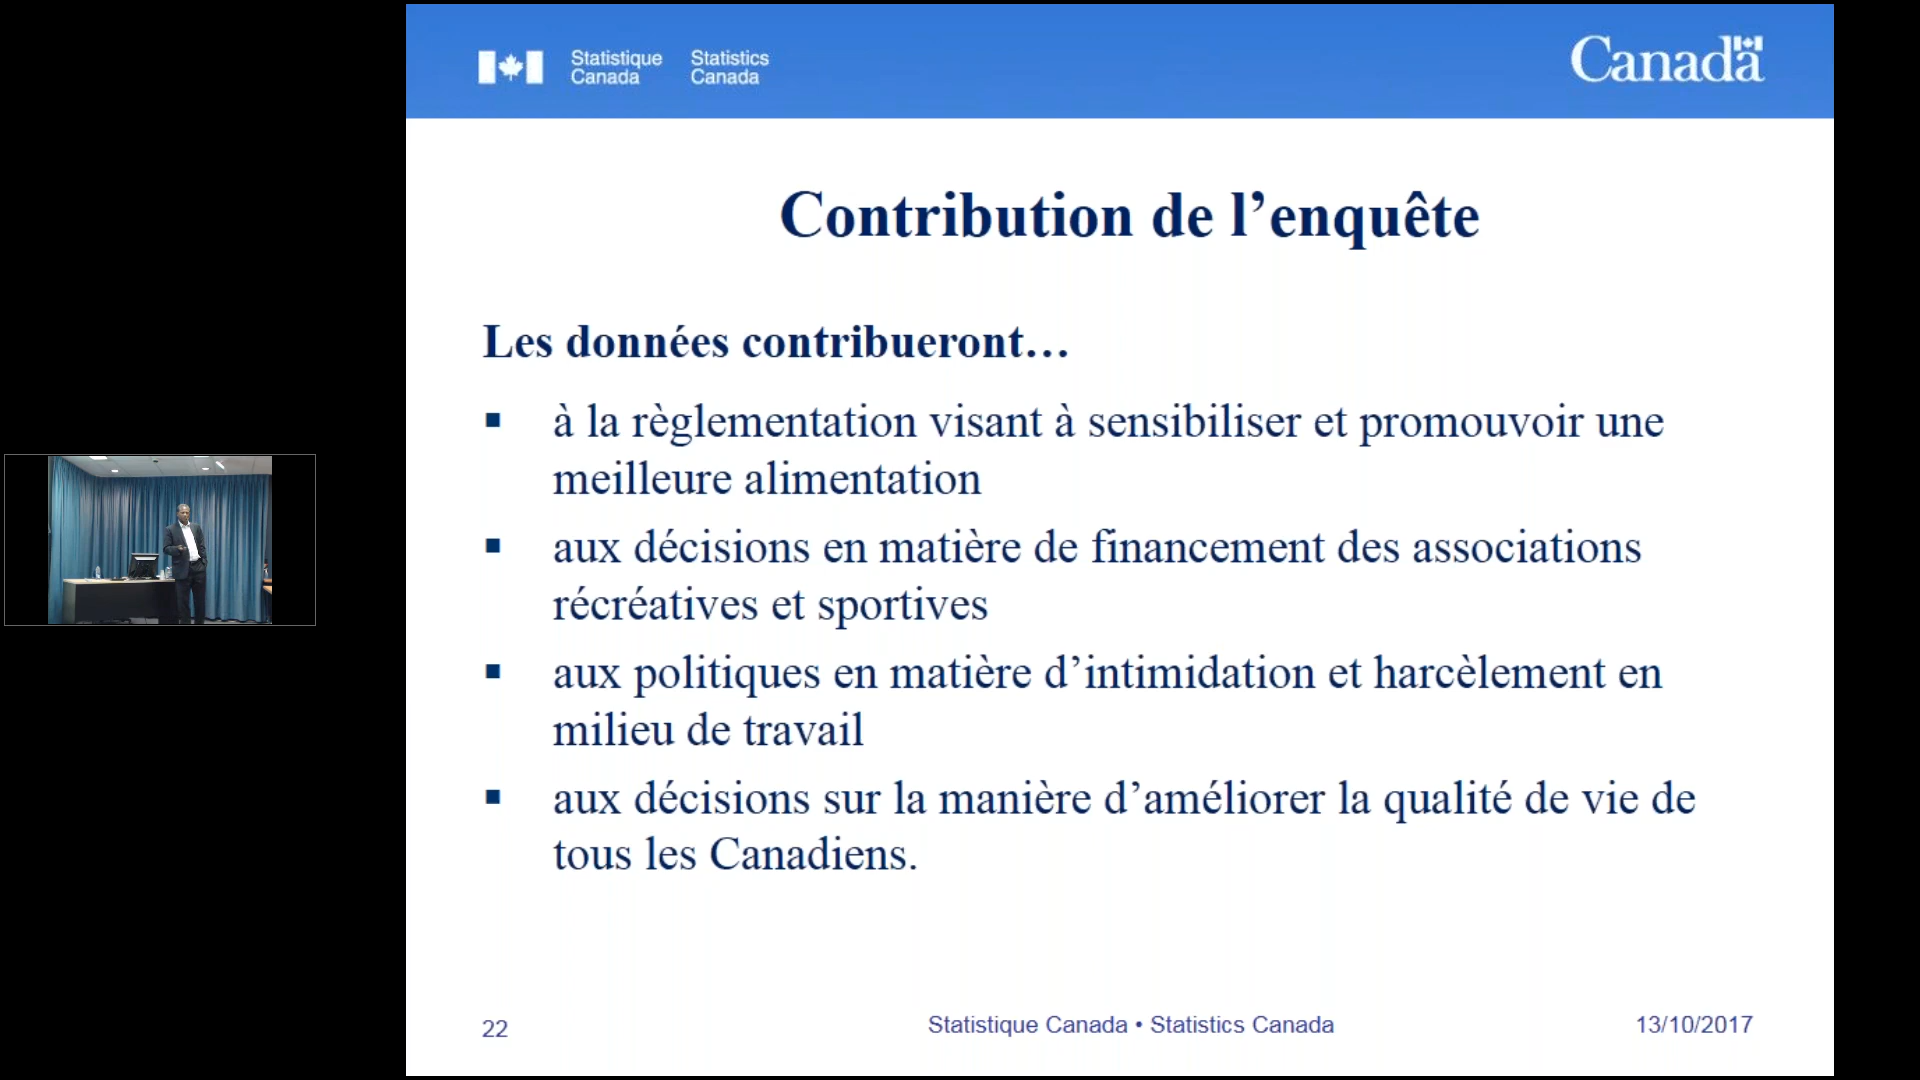 Statistique Canada
Statistics Canada
Canada
Contribution de l’enquête
Les données contribueront…
▪ à la règlementation visant à sensibiliser et promouvoir une
meilleure alimentation
▪ aux décisions en matière de financement des associations
récréatives et sportives
▪ aux politiques en matière d’intimidation et harcèlement en
milieu de travail
▪ aux décisions sur la manière d’améliorer la qualité de vie de
tous les Canadiens.
22
Statistique Canada • Statistics Canada
13/10/2017